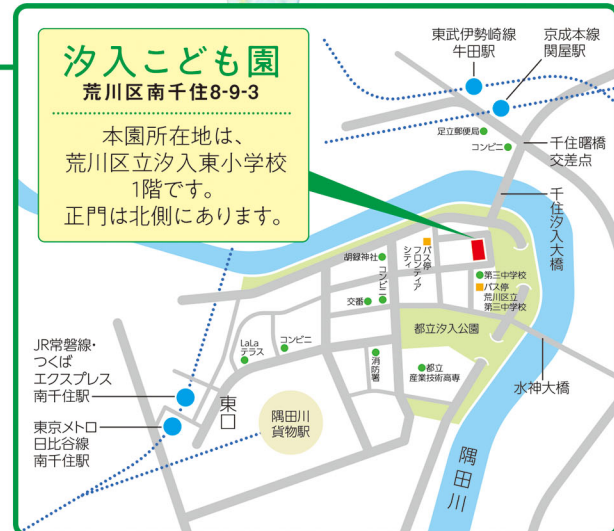 汐入こども園
荒川区南千住8-9-3
本園所在地は、
荒川区立汐入東小学校
1階です。
正門は北側にあります。
東武伊勢崎線
牛田駅
京成本線
関屋駅
足立郵便局
コンビニ
千住曙橋
交差点
千住汐入大橋
胡録神社
コンビニ
バス停
フロンティア
シティ
第三中学校
バス停
荒川区立
第三中学校
交番
都立汐入公園
LaLa
テラス
コンビニ
消防署
都立
産業技術高専
水神大橋
JR常磐線・
つくば
エクスプレス
南千住駅
東口
東京メトロ
日比谷線
南千住駅
隅田川
貨物駅
隅田川